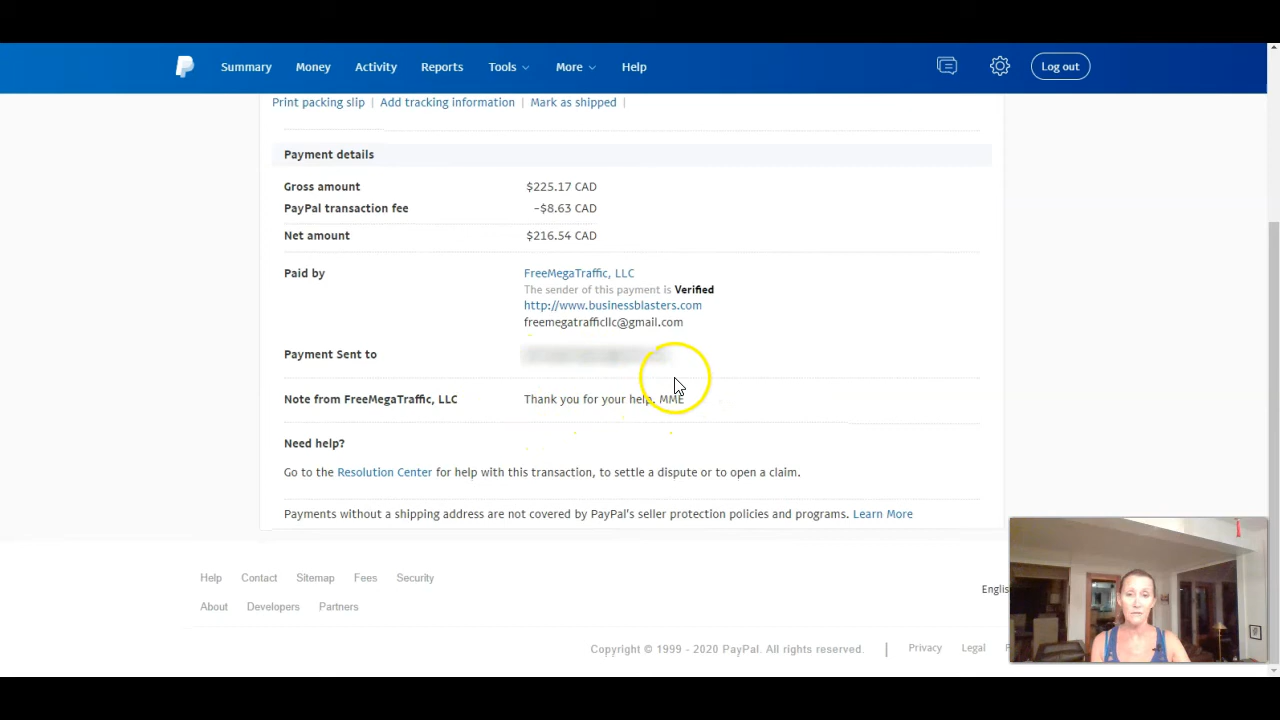 Summary Money Activity Reports Tools More Help Log out
Print packing slip | Add tracking information | Mark as shipped |
Payment details
Gross amount $225.17 CAD
PayPal transaction fee -$8.63 CAD
Net amount $216.54 CAD
Paid by FreeMegaTraffic, LLC
The sender of this payment is Verified
http://www.businessblasters.com
freemegatrafficllc@gmail.com
Payment Sent to
Note from FreeMegaTraffic, LLC Thank you for your help, MME
Need help?
Go to the Resolution Center for help with this transaction, to settle a dispute or to open a claim.
Payments without a shipping address are not covered by PayPal's seller protection policies and programs. Learn More
Help Contact Sitemap Fees Security
About Developers Partners
Copyright © 1999 - 2020 PayPal. All rights reserved. | Privacy Legal